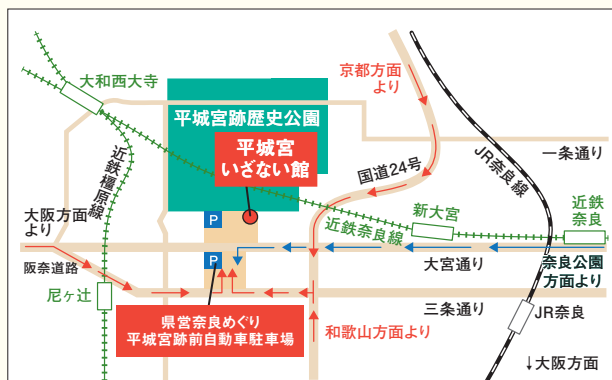 大和西大寺
京都方面
より
平城宮跡歴史公園
平城宮
いざない館
JR奈良線
一条通り
近鉄橿原線
国道24号
近鉄
奈良
大阪方面
より
P
新大宮
近鉄奈良線
阪奈道路
P
大宮通り
奈良公園
方面より
尼ヶ辻
三条通り
県営奈良めぐり
平城宮跡前自動車駐車場
和歌山方面より
JR奈良
↓大阪方面